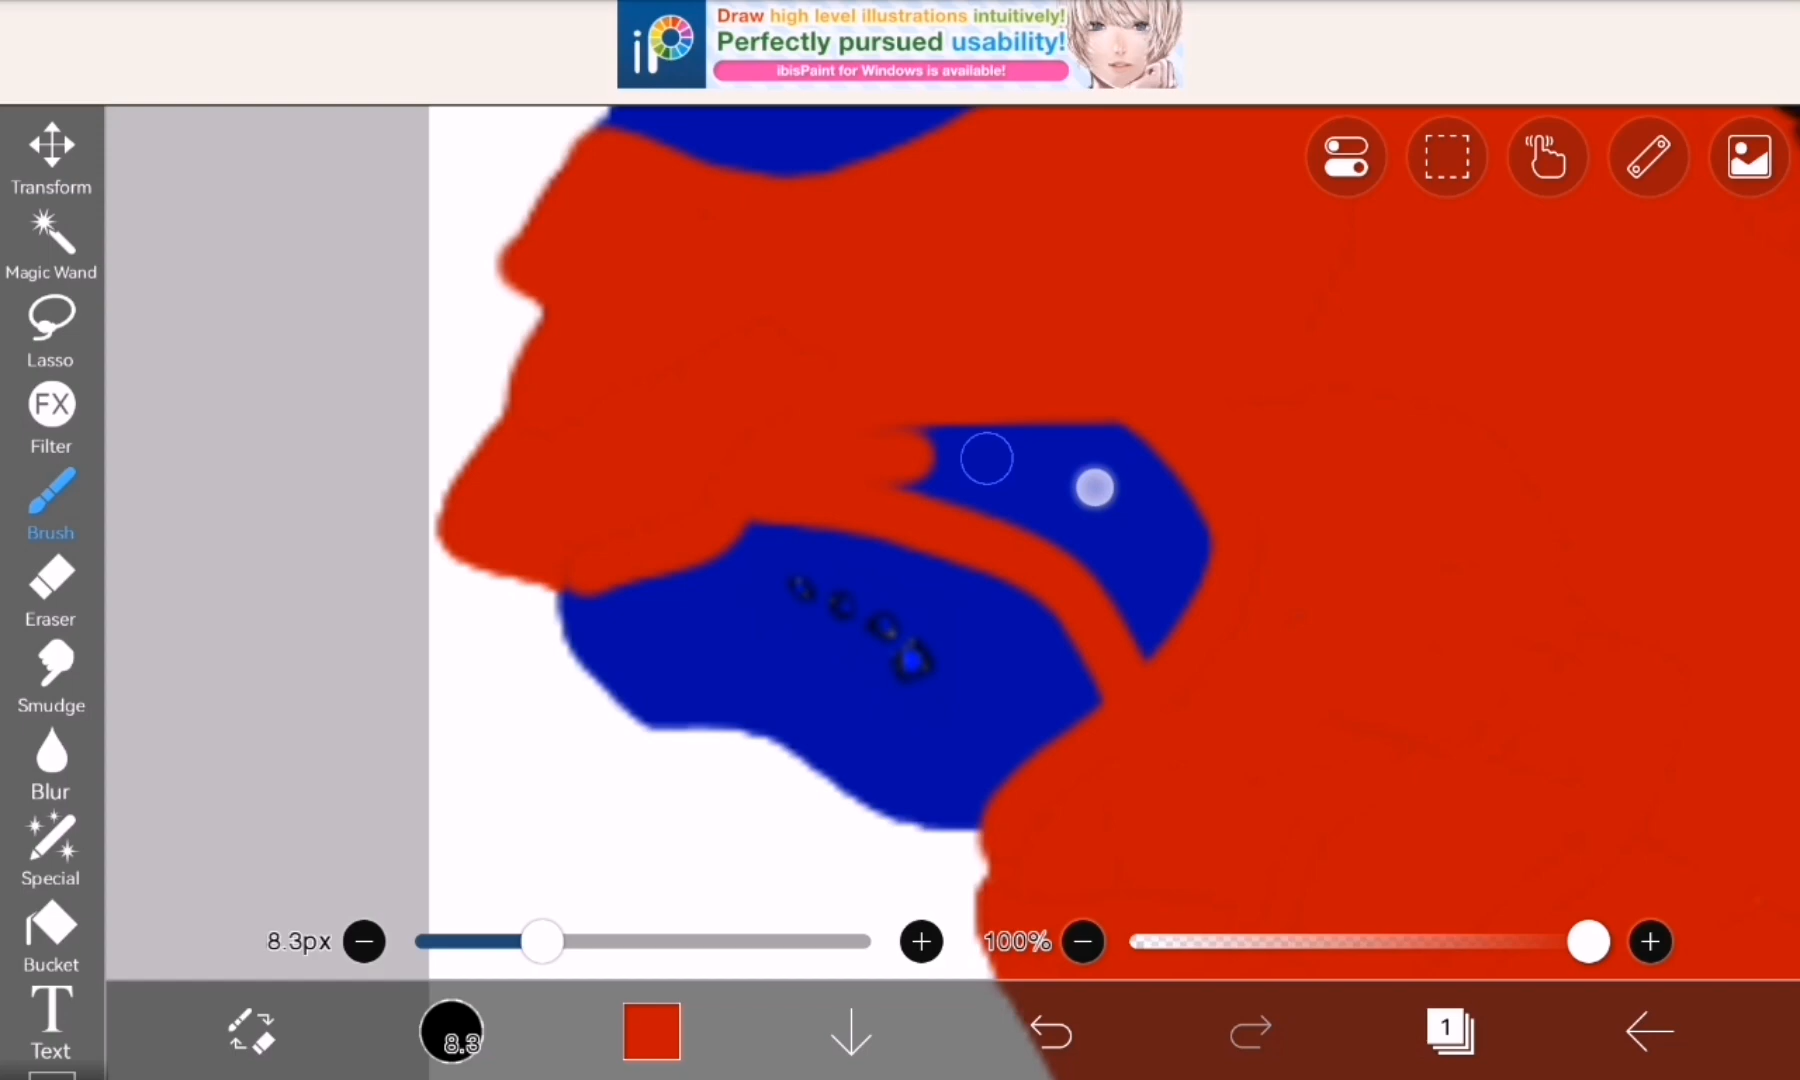 iP
Draw high level illustrations intuitively!
Perfectly pursued usability!
ibisPaint for Windows is available!
Transform
Magic Wand
Lasso
FX
Filter
Brush
Eraser
Smudge
Blur
Special
Bucket
T
Text
8.3px
100%
8.3
1